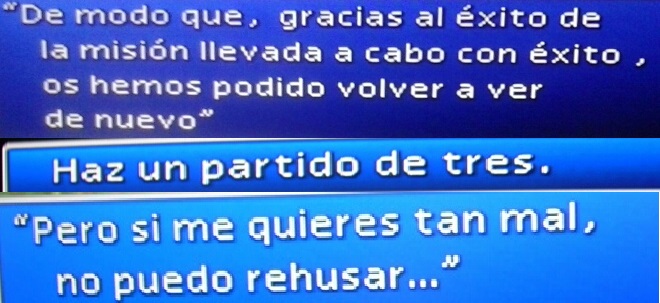 “De modo que, gracias al éxito de
la misión llevada a cabo con éxito ,
os hemos podido volver a ver
de nuevo”
Haz un partido de tres.
“Pero si me quieres tan mal,
no puedo rehusar...”